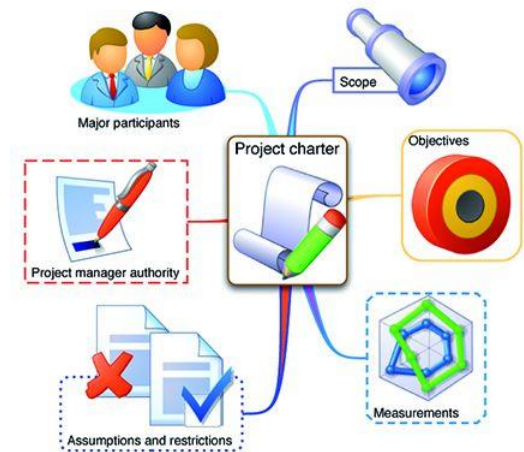 Major participants
Scope
Project charter
Objectives
Project manager authority
Measurements
Assumptions and restrictions